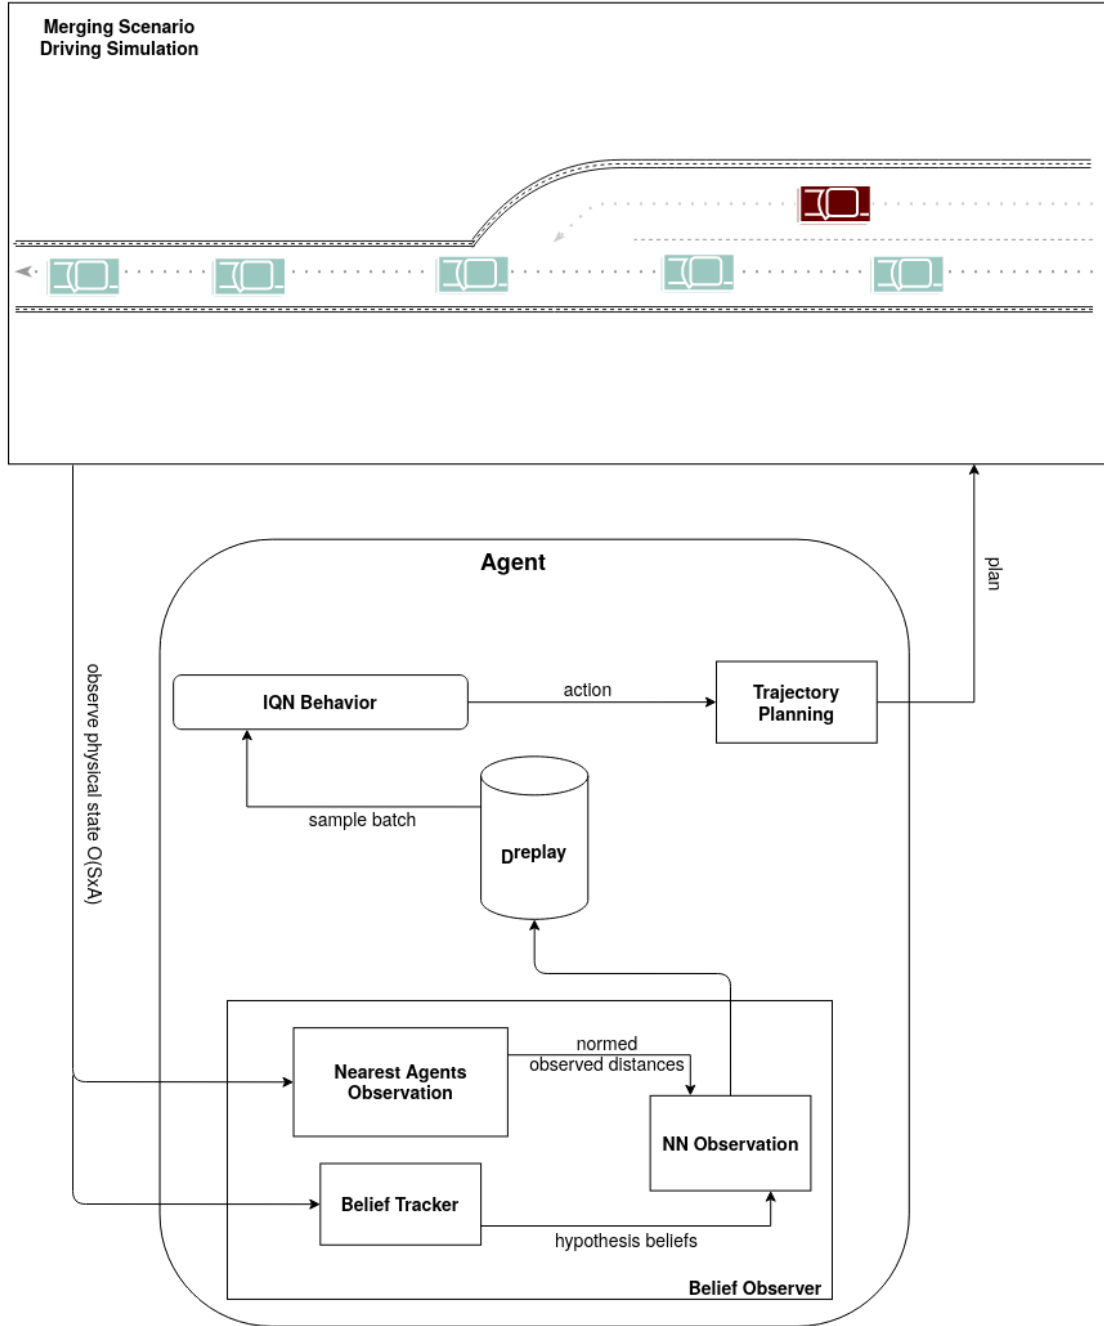 Merging Scenario
Driving Simulation
Agent
plan
observe physical state O(SxA)
IQN Behavior
action
Trajectory
Planning
sample batch
Dreplay
normed
observed distances
Nearest Agents
Observation
NN Observation
Belief Tracker
hypothesis beliefs
Belief Observer